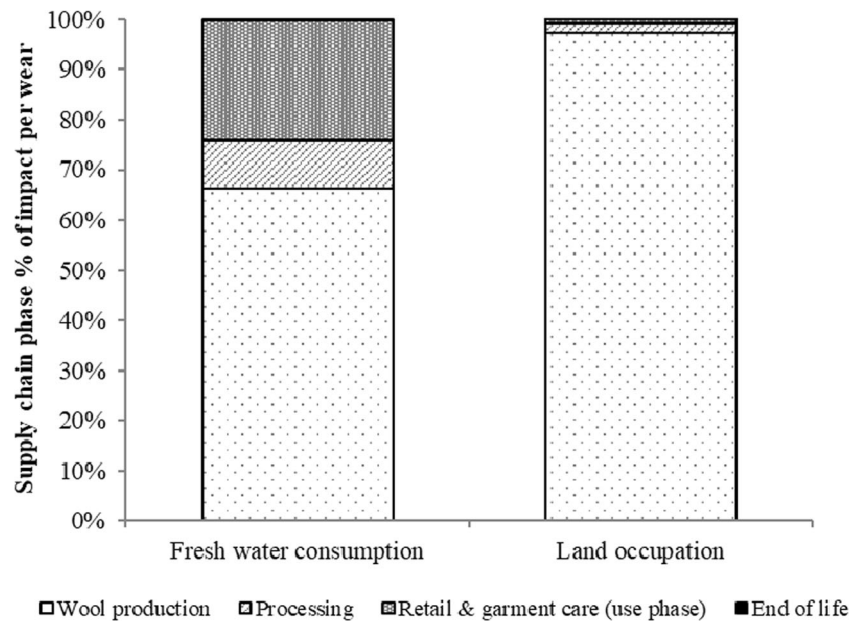 100%
90%
80%
70%
60%
50%
40%
30%
20%
10%
0%
Supply chain phase % of impact per wear
Fresh water consumption
Land occupation
Wool production Processing Retail & garment care (use phase) End of life